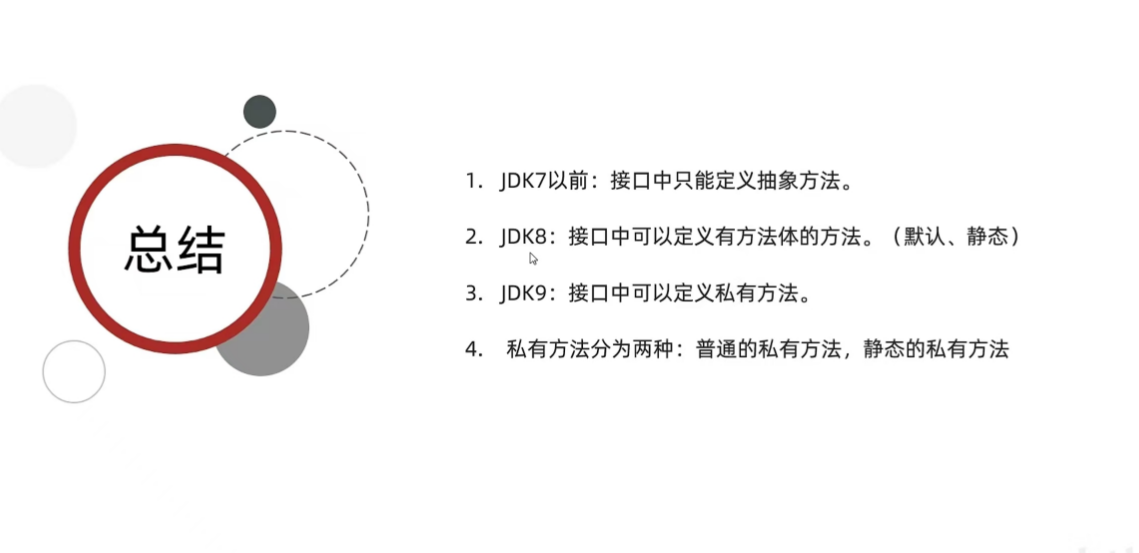 总结
1. JDK7以前：接口中只能定义抽象方法。
2. JDK8：接口中可以定义有方法体的方法。（默认、静态）
3. JDK9：接口中可以定义私有方法。
4. 私有方法分为两种：普通的私有方法，静态的私有方法